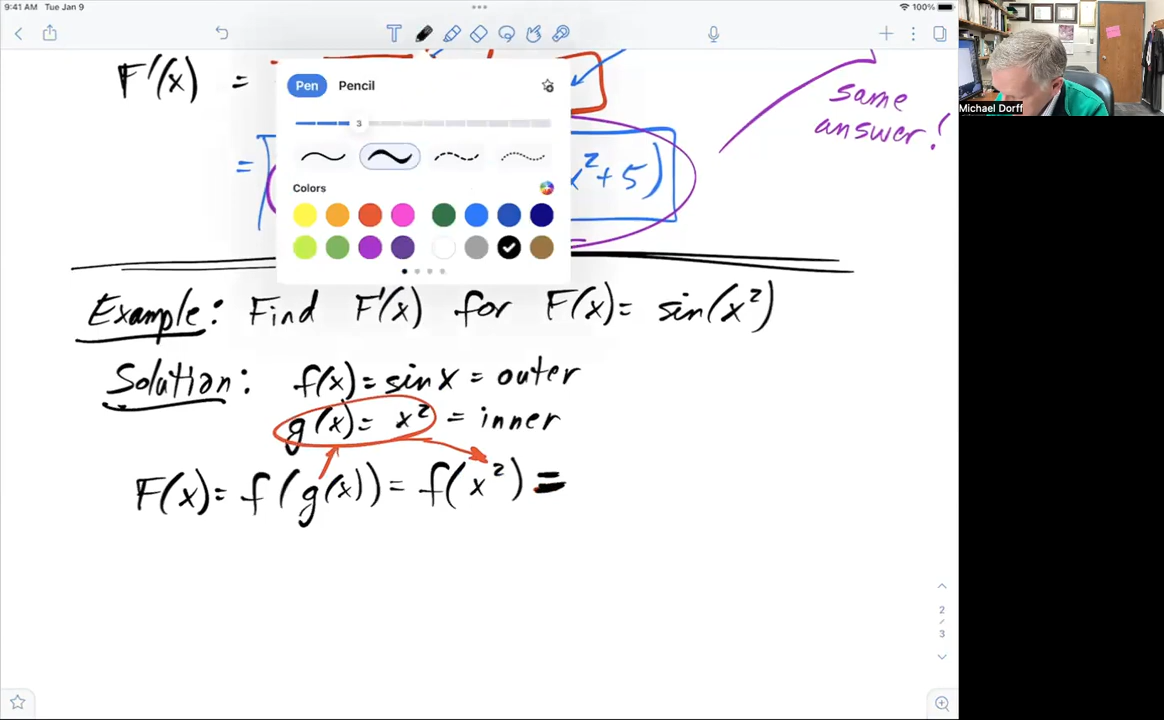 9:41 AM Tue Jan 9
100%
Michael Dorff
F'(x) =
Pen Pencil
3
Colors
same
answer!
= x²+5)
Example: Find F'(x) for F(x)= sin(x²)
Solution: f(x)= sin x = outer
g(x)= x² = inner
F(x)= f(g(x))= f(x²) =
2
/
3